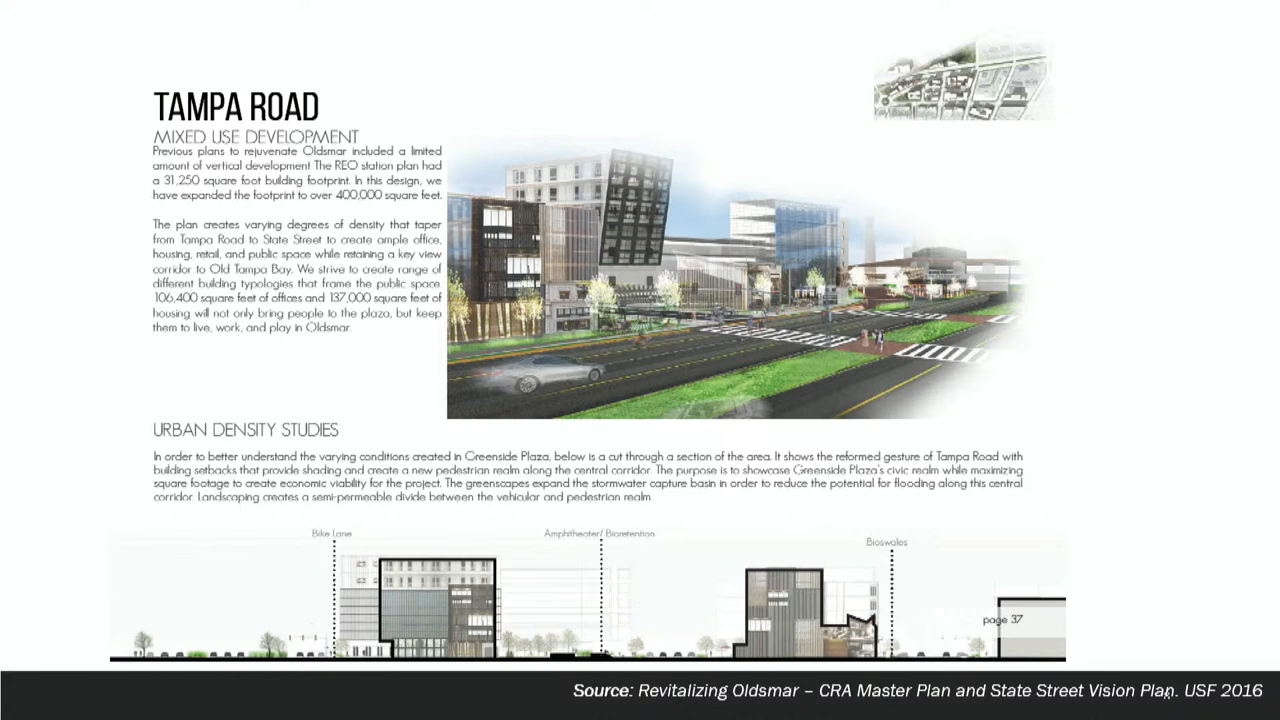 TAMPA ROAD
MIXED USE DEVELOPMENT
Previous plans to rejuvenate Oldsmar included a limited
amount of vertical development The REO station plan had
a 31,250 square foot building footprint. In this design, we
have expanded the footprint to over 400,000 square feet.
The plan creates varying degrees of density that taper
from Tampa Road to State Street to create ample office,
housing, retail, and public space while retaining a key view
corridor to Old Tampa Bay. We strive to create range of
different building typologies that frame the public space.
106,400 square feet of offices and 137,000 square feet of
housing will not only bring people to the plaza, but keep
them to live, work, and play in Oldsmar.
URBAN DENSITY STUDIES
In order to better understand the varying conditions created in Greenside Plaza, below is a cut through a section of the area. It shows the reformed gesture of Tampa Road with
building setbacks that provide shading and create a new pedestrian realm along the central corridor. The purpose is to showcase Greenside Plaza's civic realm while maximizing
square footage to create economic viability for the project. The greenscapes expand the stormwater capture basin in order to reduce the potential for flooding along this central
corridor. Landscaping creates a semi-permeable divide between the vehicular and pedestrian realm
Bike Lane
Amphitheater/ Bioretention
Bioswales
page 37
Source: Revitalizing Oldsmar – CRA Master Plan and State Street Vision Plan. USF 2016